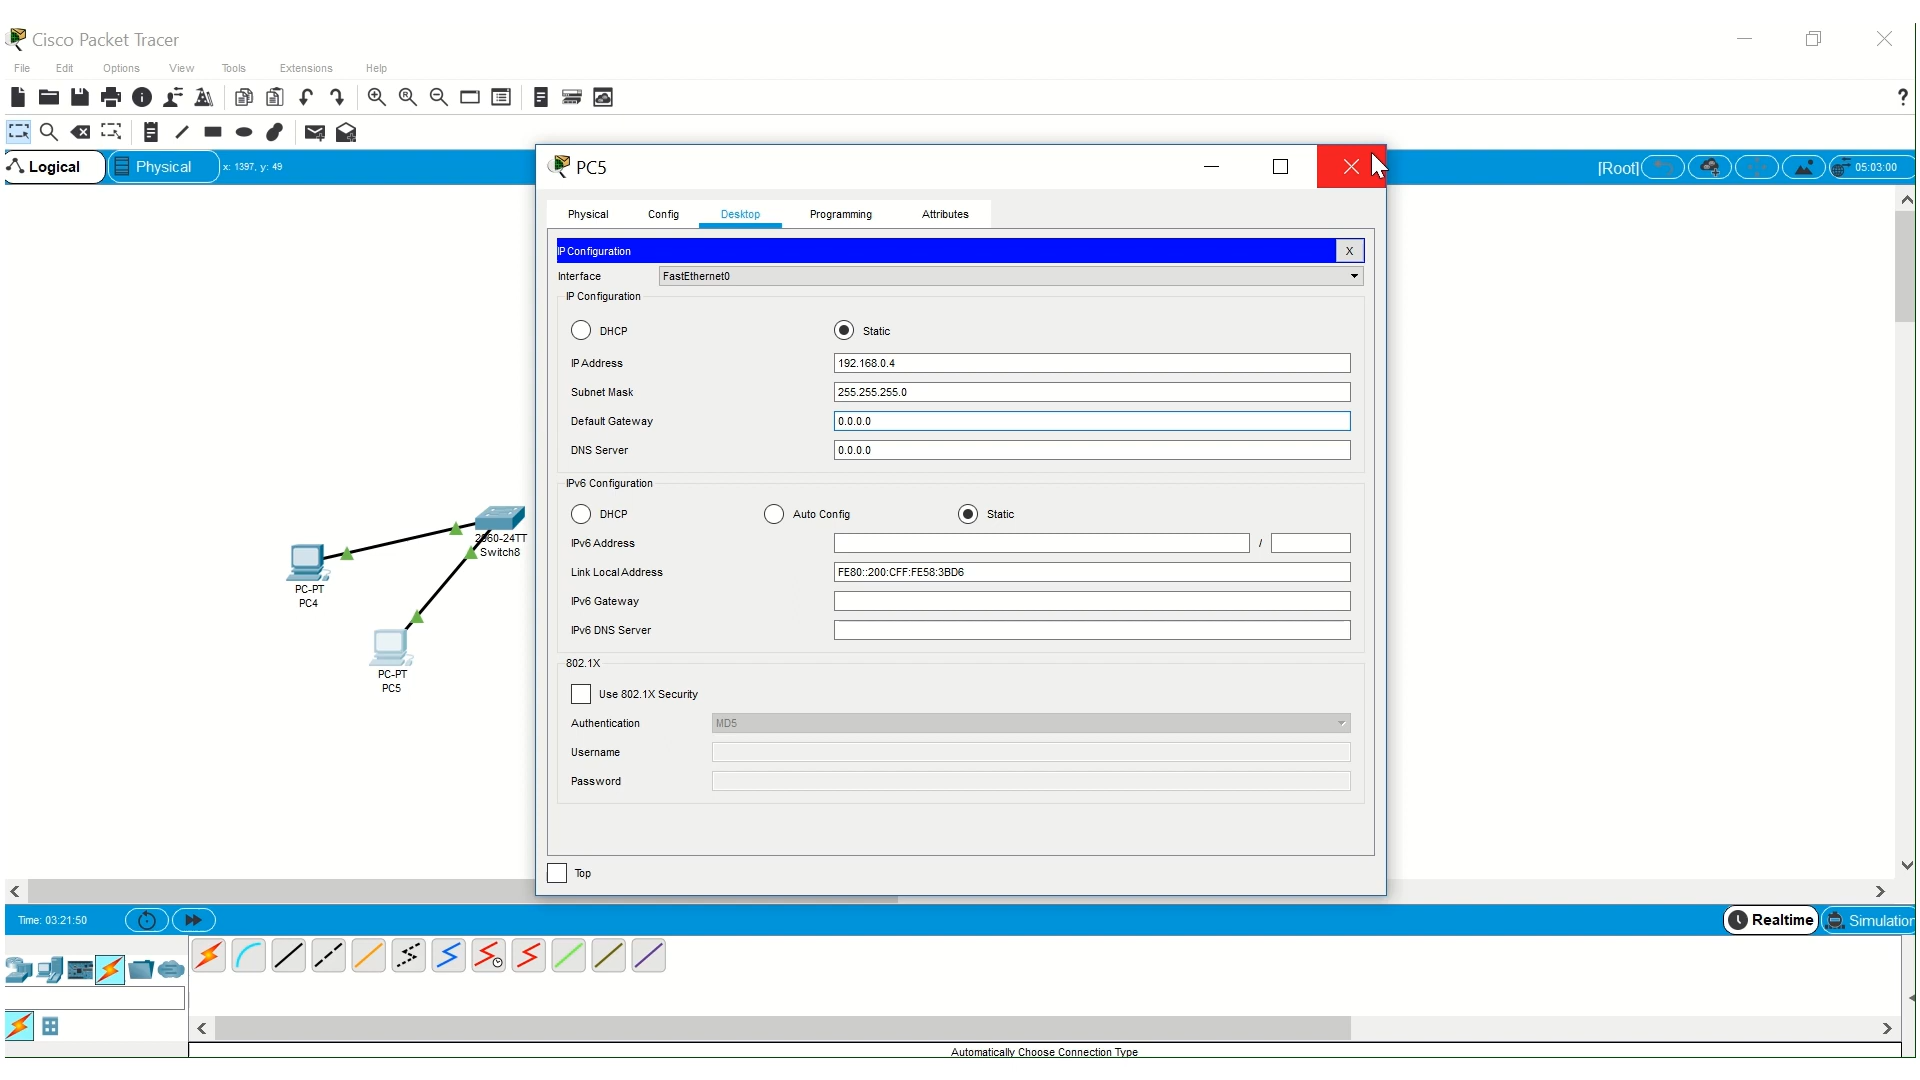 Cisco Packet Tracer
File Edit Options View Tools Extensions Help
?
Logical Physical x: 1397, y: 49 [Root] 05:03:00
PC5
Physical Config Desktop Programming Attributes
IP Configuration X
Interface FastEthernet0
IP Configuration
DHCP Static
IP Address 192.168.0.4
Subnet Mask 255.255.255.0
Default Gateway 0.0.0.0
DNS Server 0.0.0.0
IPv6 Configuration
DHCP Auto Config Static
IPv6 Address /
Link Local Address FE80::200:CFF:FE58:3BD6
IPv6 Gateway
IPv6 DNS Server
802.1X
Use 802.1X Security
Authentication MD5
Username
Password
Top
2960-24TT
Switch8
PC-PT
PC4
PC-PT
PC5
Time: 03:21:50 Realtime Simulation
Automatically Choose Connection Type